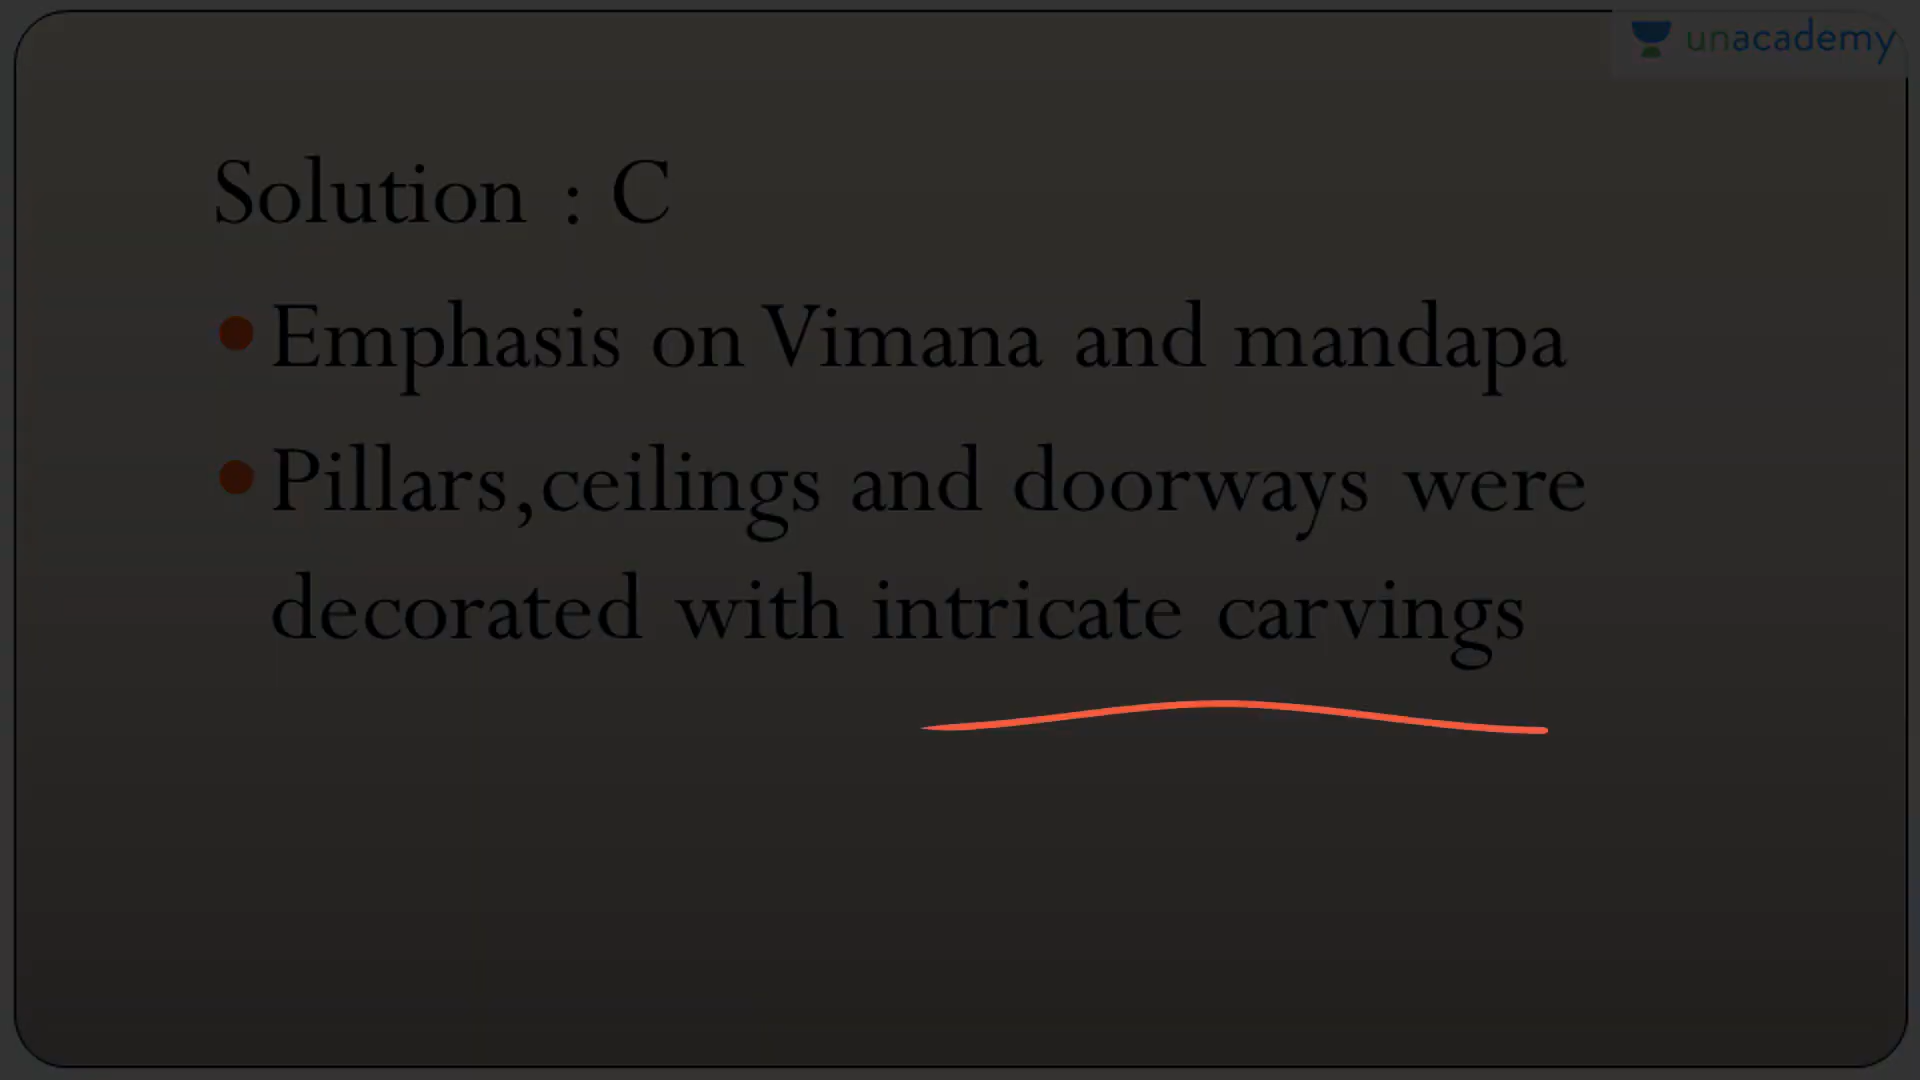 unacademy
Solution : C
Emphasis on Vimana and mandapa
Pillars,ceilings and doorways were
decorated with intricate carvings